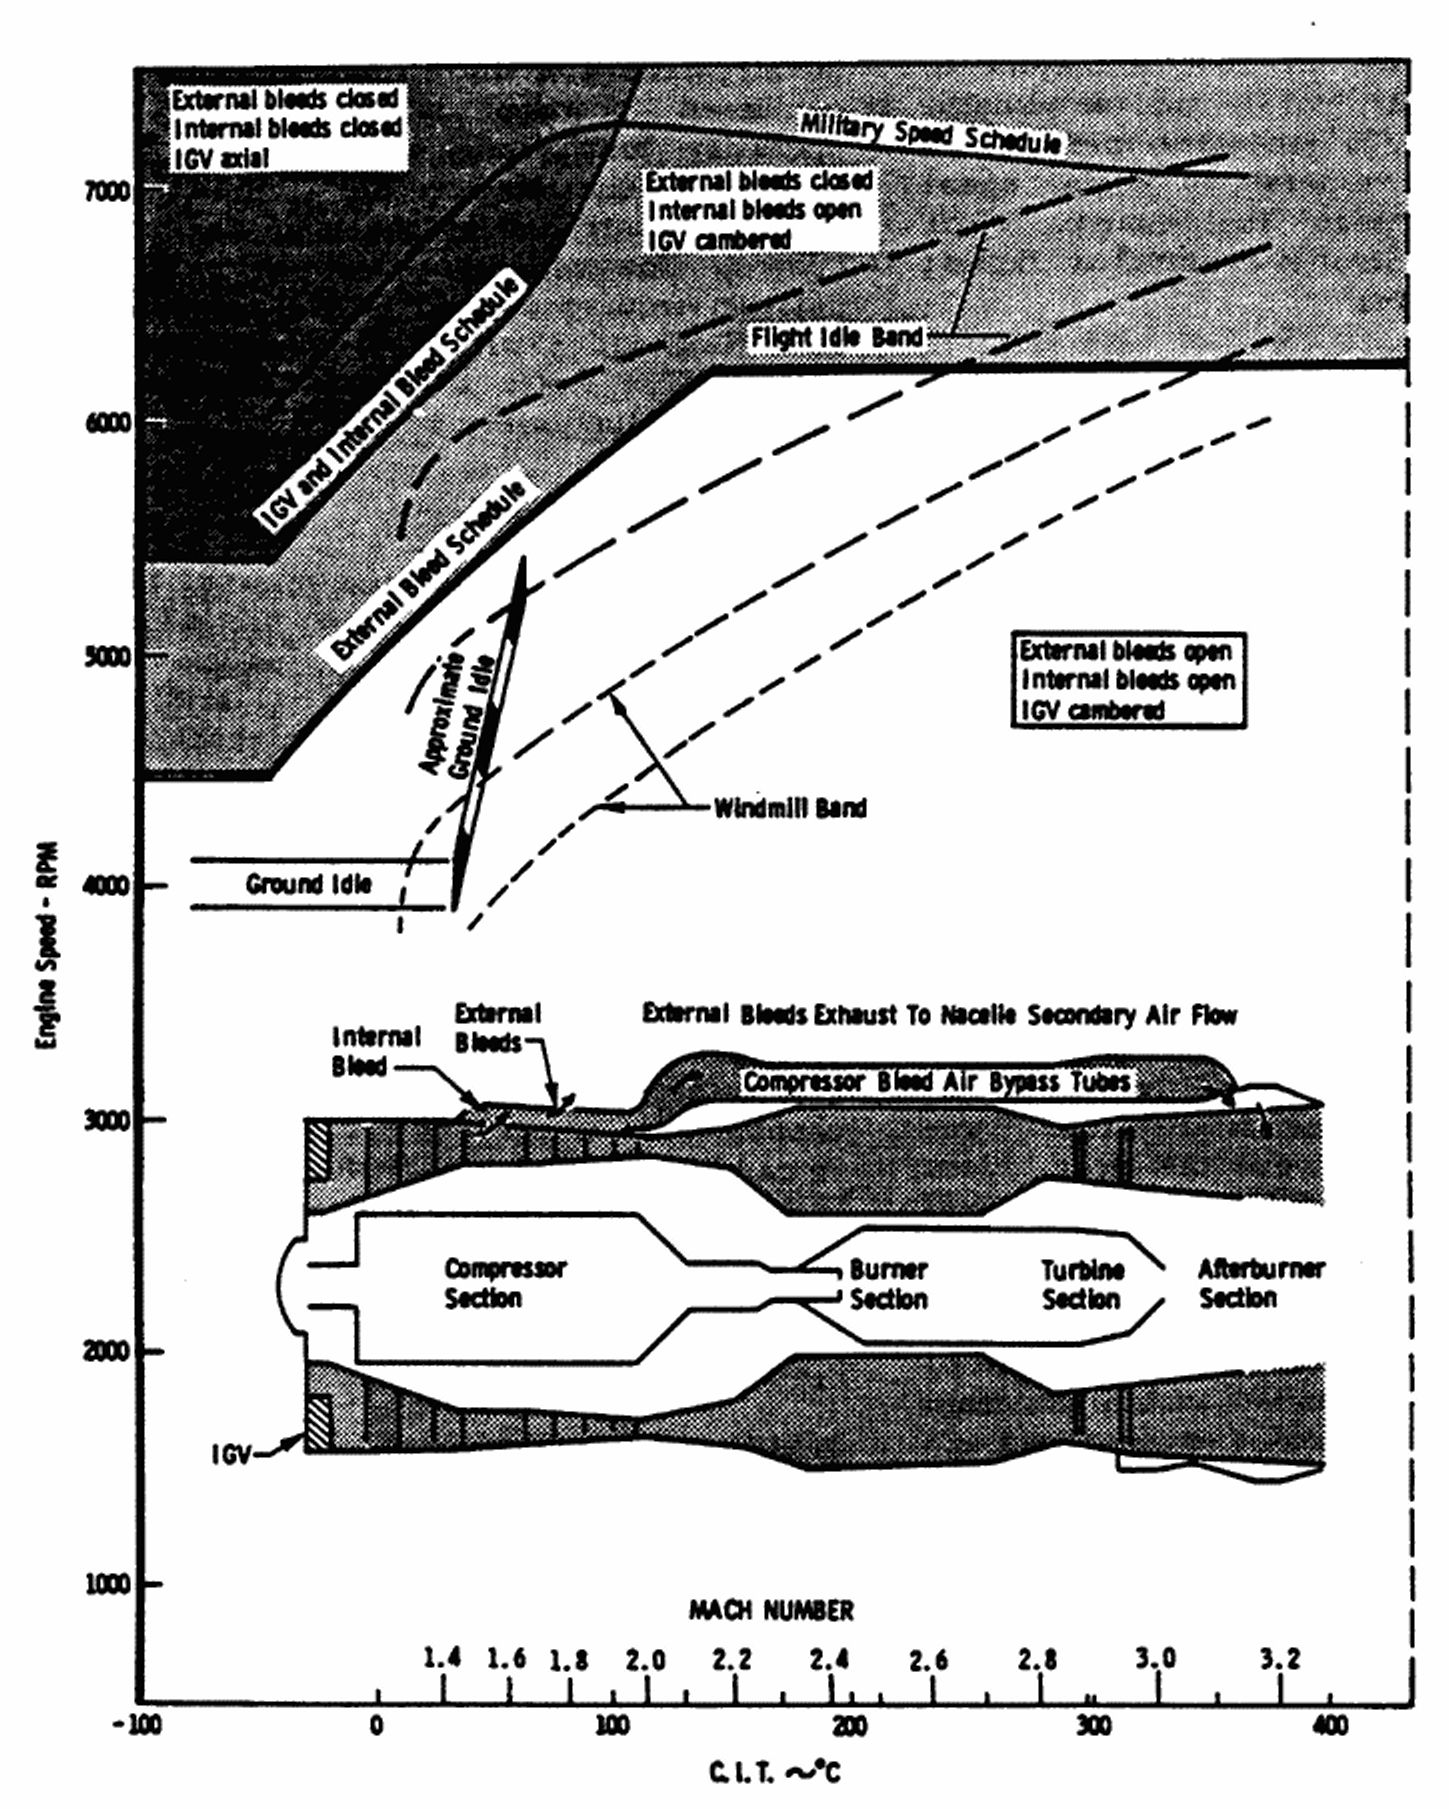 External bleeds closed
Internal bleeds closed
IGV axial
Military Speed Schedule
External bleeds closed
Internal bleeds open
IGV cambered
7000
IGV and Internal Bleed Schedule
Flight Idle Band
6000
External Bleed Schedule
5000
Approximate
Ground Idle
External bleeds open
Internal bleeds open
IGV cambered
Windmill Band
Engine Speed - RPM
4000
Ground Idle
External
Bleeds
External Bleeds Exhaust To Nacelle Secondary Air Flow
Internal
Bleed
Compressor Bleed Air Bypass Tubes
3000
Compressor
Section
Burner
Section
Turbine
Section
Afterburner
Section
2000
IGV
1000
MACH NUMBER
1.4 1.6 1.8 2.0 2.2 2.4 2.6 2.8 3.0 3.2
-100 0 100 200 300 400
C.I.T. ~°C